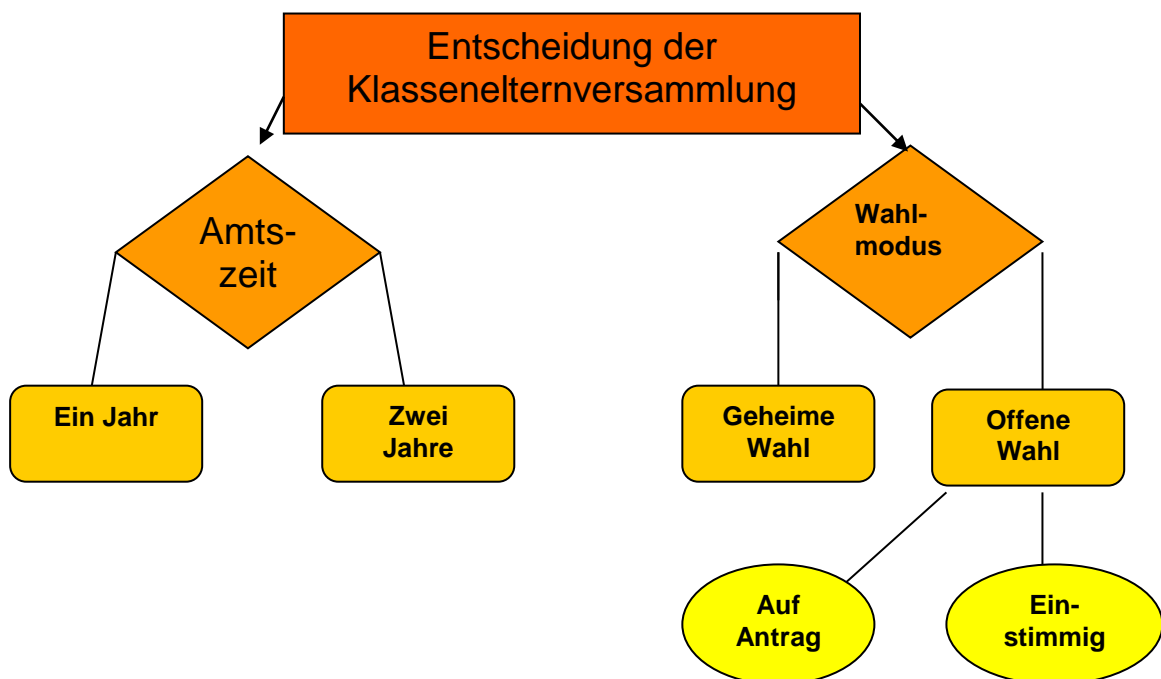 Entscheidung der
Klassenelternversammlung
Amts-
zeit
Wahl-
modus
Ein Jahr
Zwei
Jahre
Geheime
Wahl
Offene
Wahl
Auf
Antrag
Ein-
stimmig